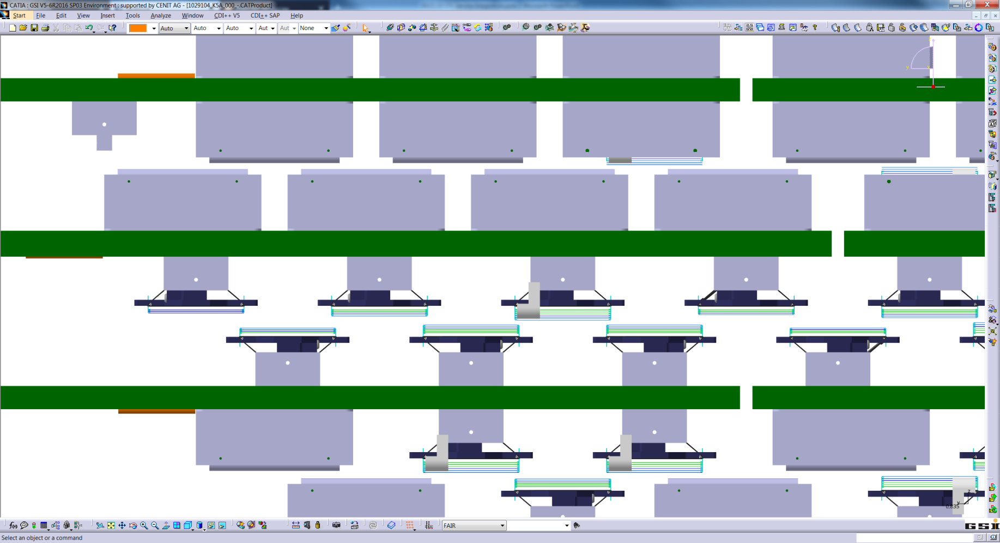 CATIA : GSI V5-6R2016 SP03 Environment : supported by CENIT AG - [1029104_K5A_000_-.CATProduct]
Start File Edit View Insert Tools Analyze Window CDI++ V5 CDI++ SAP Help
Auto Auto Auto Aut Aut None
z
y
z
y
0,835
f(x)
FAIR
GSI
Select an object or a command